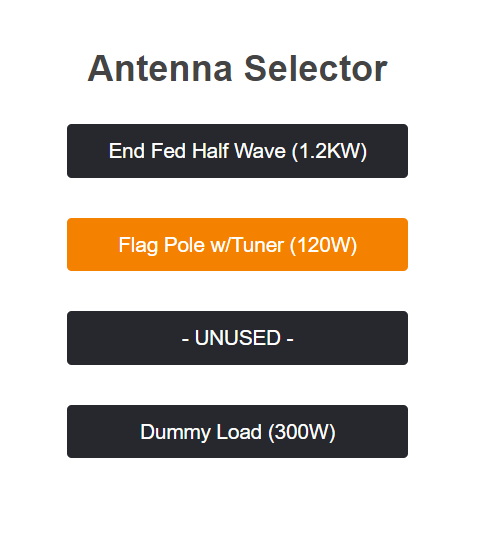 Antenna Selector
End Fed Half Wave (1.2KW)
Flag Pole w/Tuner (120W)
- UNUSED -
Dummy Load (300W)